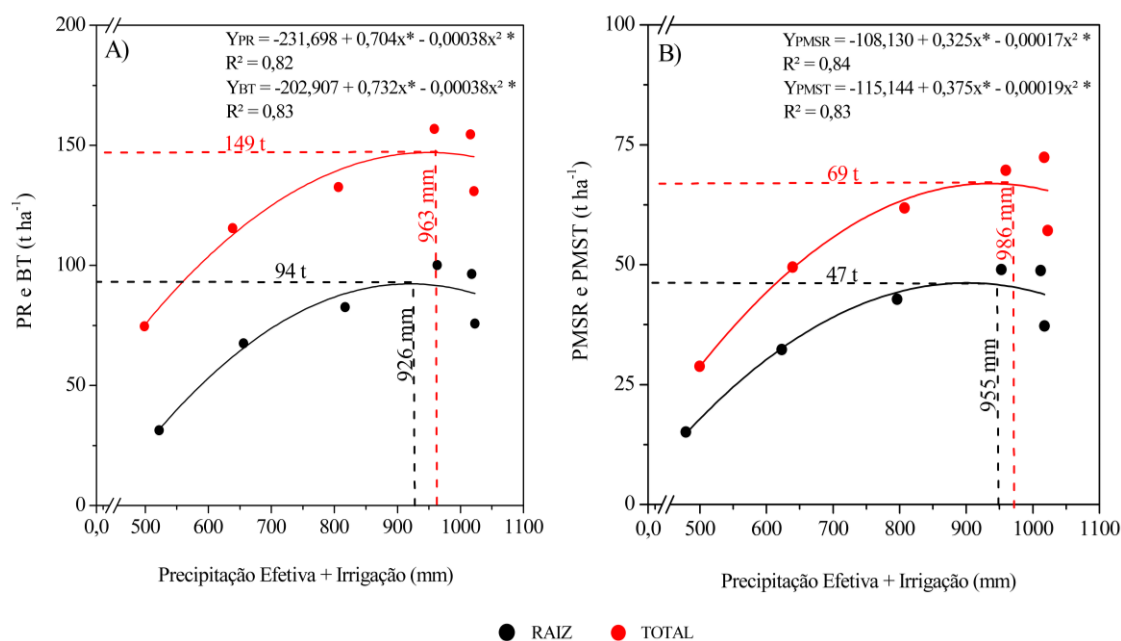 A)
Y_PR = -231,698 + 0,704x* - 0,00038x² *
R² = 0,82
Y_BT = -202,907 + 0,732x* - 0,00038x² *
R² = 0,83
200
150
100
50
0
149 t
94 t
963 mm
926 mm
PR e BT (t ha⁻¹)
0,0 500 600 700 800 900 1000 1100
Precipitação Efetiva + Irrigação (mm)
B)
Y_PMSR = -108,130 + 0,325x* - 0,00017x² *
R² = 0,84
Y_PMST = -115,144 + 0,375x* - 0,00019x² *
R² = 0,83
100
75
50
25
0
69 t
47 t
986 mm
955 mm
PMSR e PMST (t ha⁻¹)
0,0 500 600 700 800 900 1000 1100
Precipitação Efetiva + Irrigação (mm)
RAIZ TOTAL